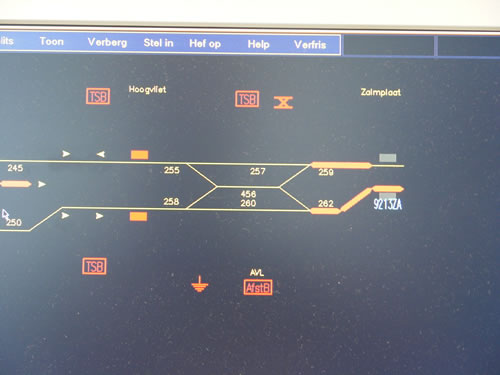 Toon Verberg Stel in Hef op Help Verfris
Hoogvliet Zalmplaat
TSB TSB
245 255 257 259
456
250 258 260 262 9213ZA
TSB AVL
AfstB